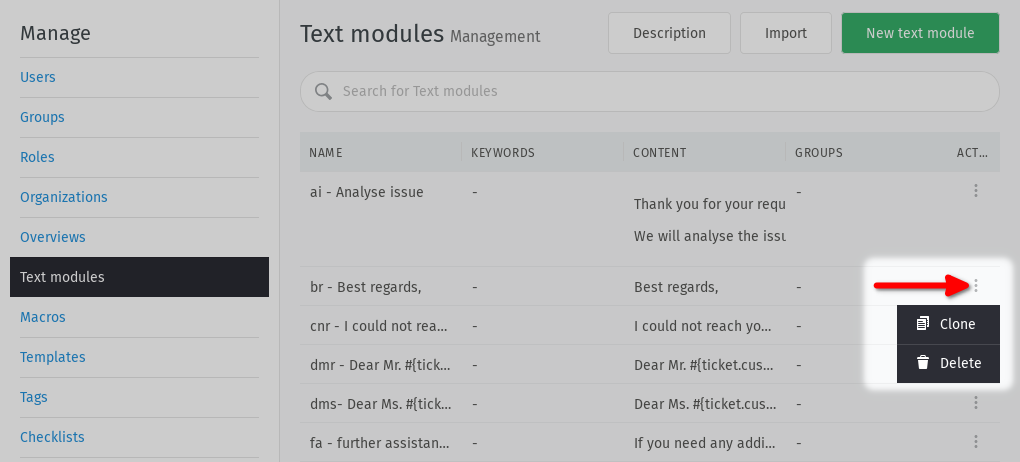 Manage
Users
Groups
Roles
Organizations
Overviews
Text modules
Macros
Templates
Tags
Checklists
Text modules Management
Description
Import
New text module
Search for Text modules
NAME KEYWORDS CONTENT GROUPS ACT...
ai - Analyse issue - Thank you for your requ -
We will analyse the issu
br - Best regards, - Best regards, -
cnr - I could not rea... - I could not reach yo... -
dmr - Dear Mr. #{tick... - Dear Mr. #{ticket.cus... -
dms- Dear Ms. #{tick... - Dear Ms. #{ticket.cus... -
fa - further assistan... - If you need any addi... -
Clone
Delete